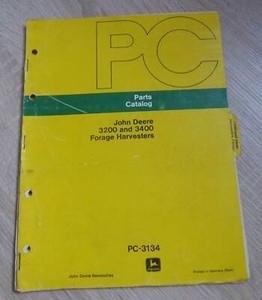 PC
Parts
Catalog
John Deere
3200 and 3400
Forage Harvesters
PC-3134
John Deere